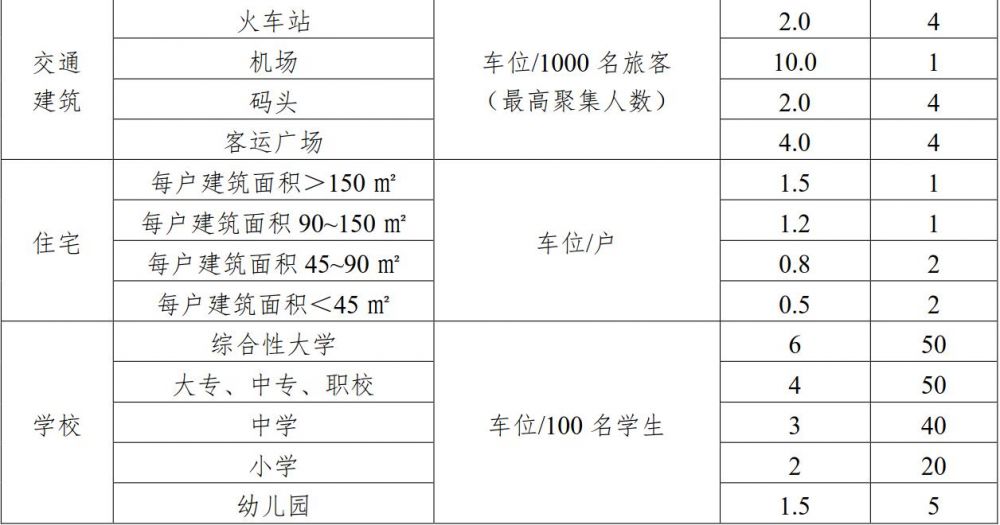 交通
建筑
火车站
车位/1000 名旅客
（最高聚集人数）
2.0
4
机场
10.0
1
码头
2.0
4
客运广场
4.0
4
住宅
每户建筑面积＞150 ㎡
车位/户
1.5
1
每户建筑面积 90~150 ㎡
1.2
1
每户建筑面积 45~90 ㎡
0.8
2
每户建筑面积＜45 ㎡
0.5
2
学校
综合性大学
车位/100 名学生
6
50
大专、中专、职校
4
50
中学
3
40
小学
2
20
幼儿园
1.5
5